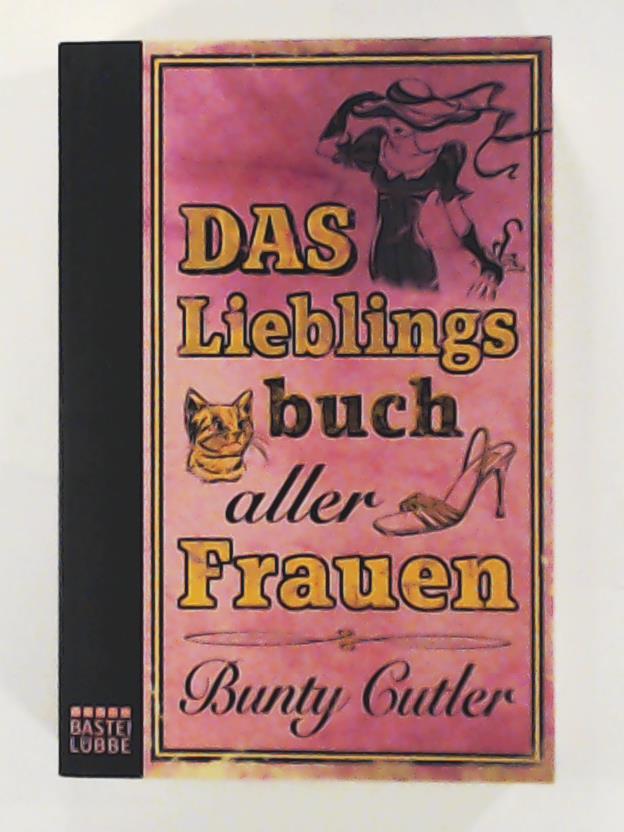 DAS
Lieblings
buch
aller
Frauen
Bunty Cutler
BASTEI
LÜBBE